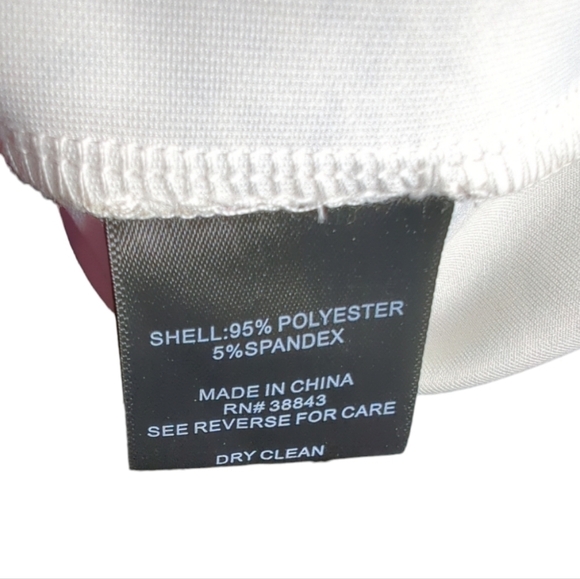 SHELL:95% POLYESTER
5%SPANDEX
MADE IN CHINA
RN# 38843
SEE REVERSE FOR CARE
DRY CLEAN